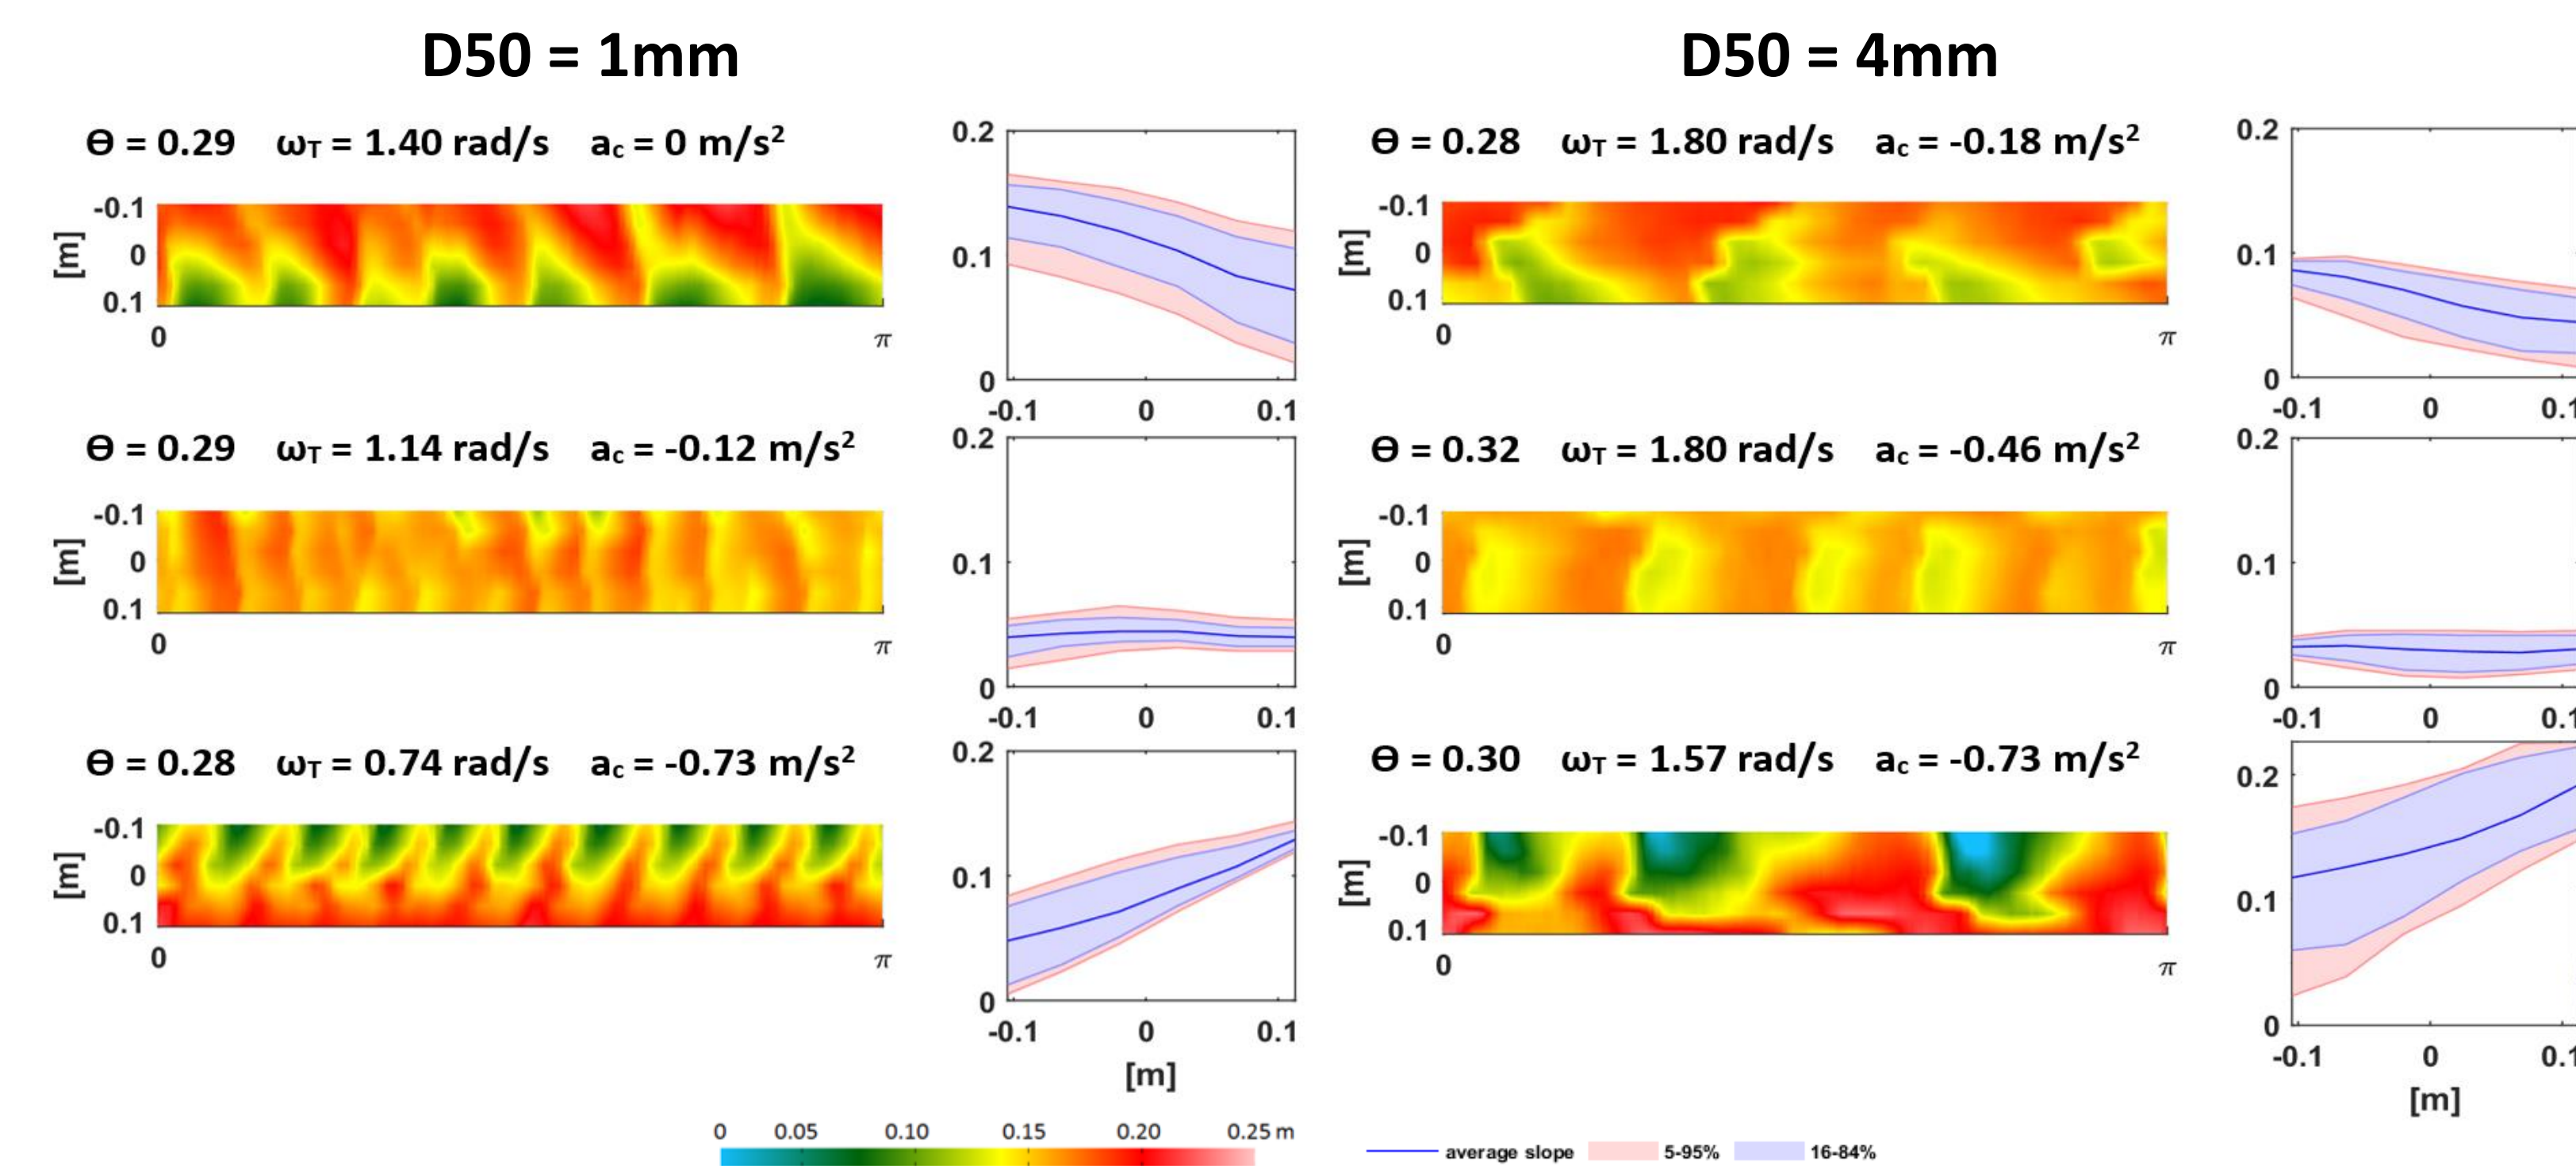 D50 = 1mm
D50 = 4mm
ϴ = 0.29 ωT = 1.40 rad/s ac = 0 m/s²
-0.1
0
0.1
[m]
0
π
0.2
0.1
0
-0.1 0 0.1
ϴ = 0.28 ωT = 1.80 rad/s ac = -0.18 m/s²
-0.1
0
0.1
[m]
0
π
0.2
0.1
0
-0.1 0 0.1
ϴ = 0.29 ωT = 1.14 rad/s ac = -0.12 m/s²
-0.1
0
0.1
[m]
0
π
0.2
0.1
0
-0.1 0 0.1
ϴ = 0.32 ωT = 1.80 rad/s ac = -0.46 m/s²
-0.1
0
0.1
[m]
0
π
0.2
0.1
0
-0.1 0 0.1
ϴ = 0.28 ωT = 0.74 rad/s ac = -0.73 m/s²
-0.1
0
0.1
[m]
0
π
0.2
0.1
0
-0.1 0 0.1
[m]
ϴ = 0.30 ωT = 1.57 rad/s ac = -0.73 m/s²
-0.1
0
0.1
[m]
0
π
0.2
0.1
0
-0.1 0 0.1
[m]
0 0.05 0.10 0.15 0.20 0.25 m
average slope 5-95% 16-84%